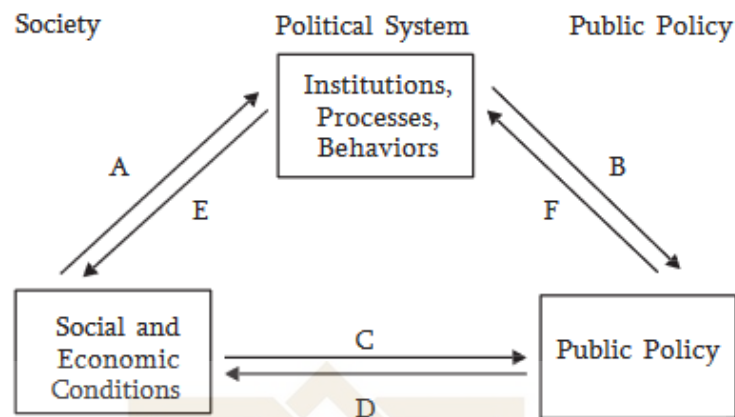 Society Political System Public Policy
Institutions,
Processes,
Behaviors
A
B
E
F
Social and
Economic
Conditions
C
Public Policy
D